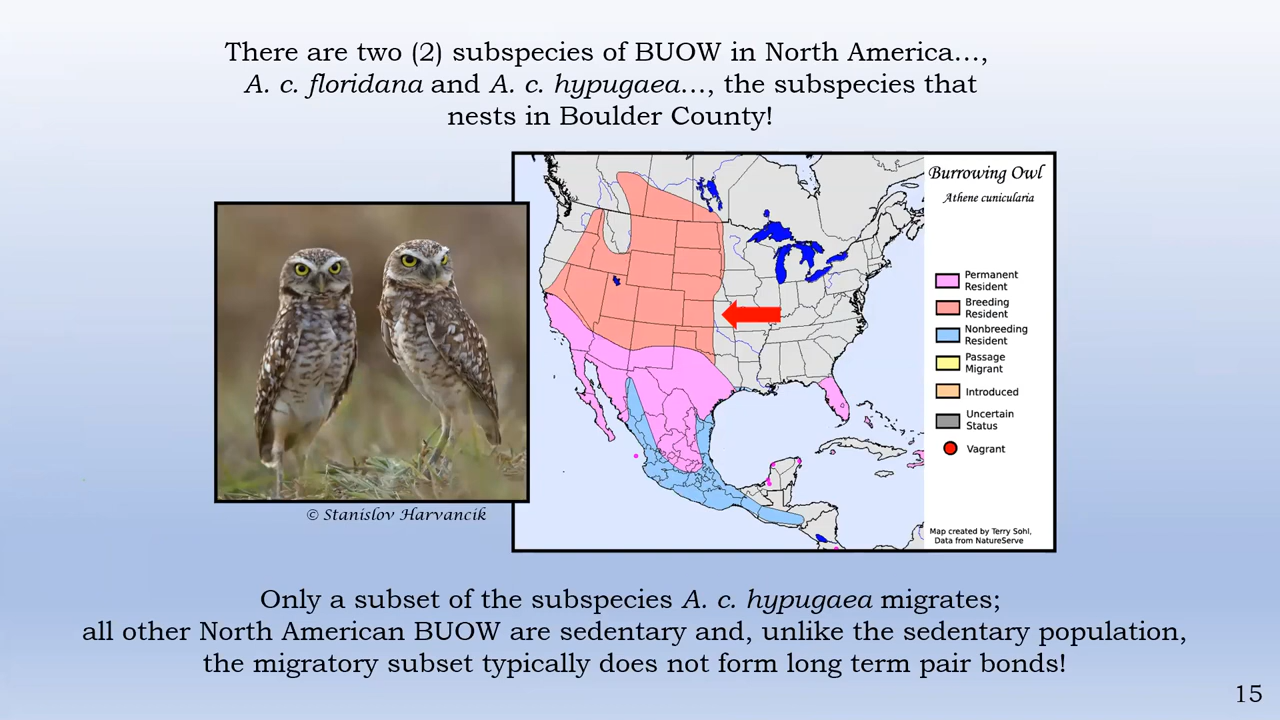 There are two (2) subspecies of BUOW in North America...,
A. c. floridana and A. c. hypugaea..., the subspecies that
nests in Boulder County!
Burrowing Owl
Athene cunicularia
Permanent
Resident
Breeding
Resident
Nonbreeding
Resident
Passage
Migrant
Introduced
Uncertain
Status
Vagrant
Map created by Terry Sohl,
Data from NatureServe
© Stanislov Harvancik
Only a subset of the subspecies A. c. hypugaea migrates;
all other North American BUOW are sedentary and, unlike the sedentary population,
the migratory subset typically does not form long term pair bonds!
15